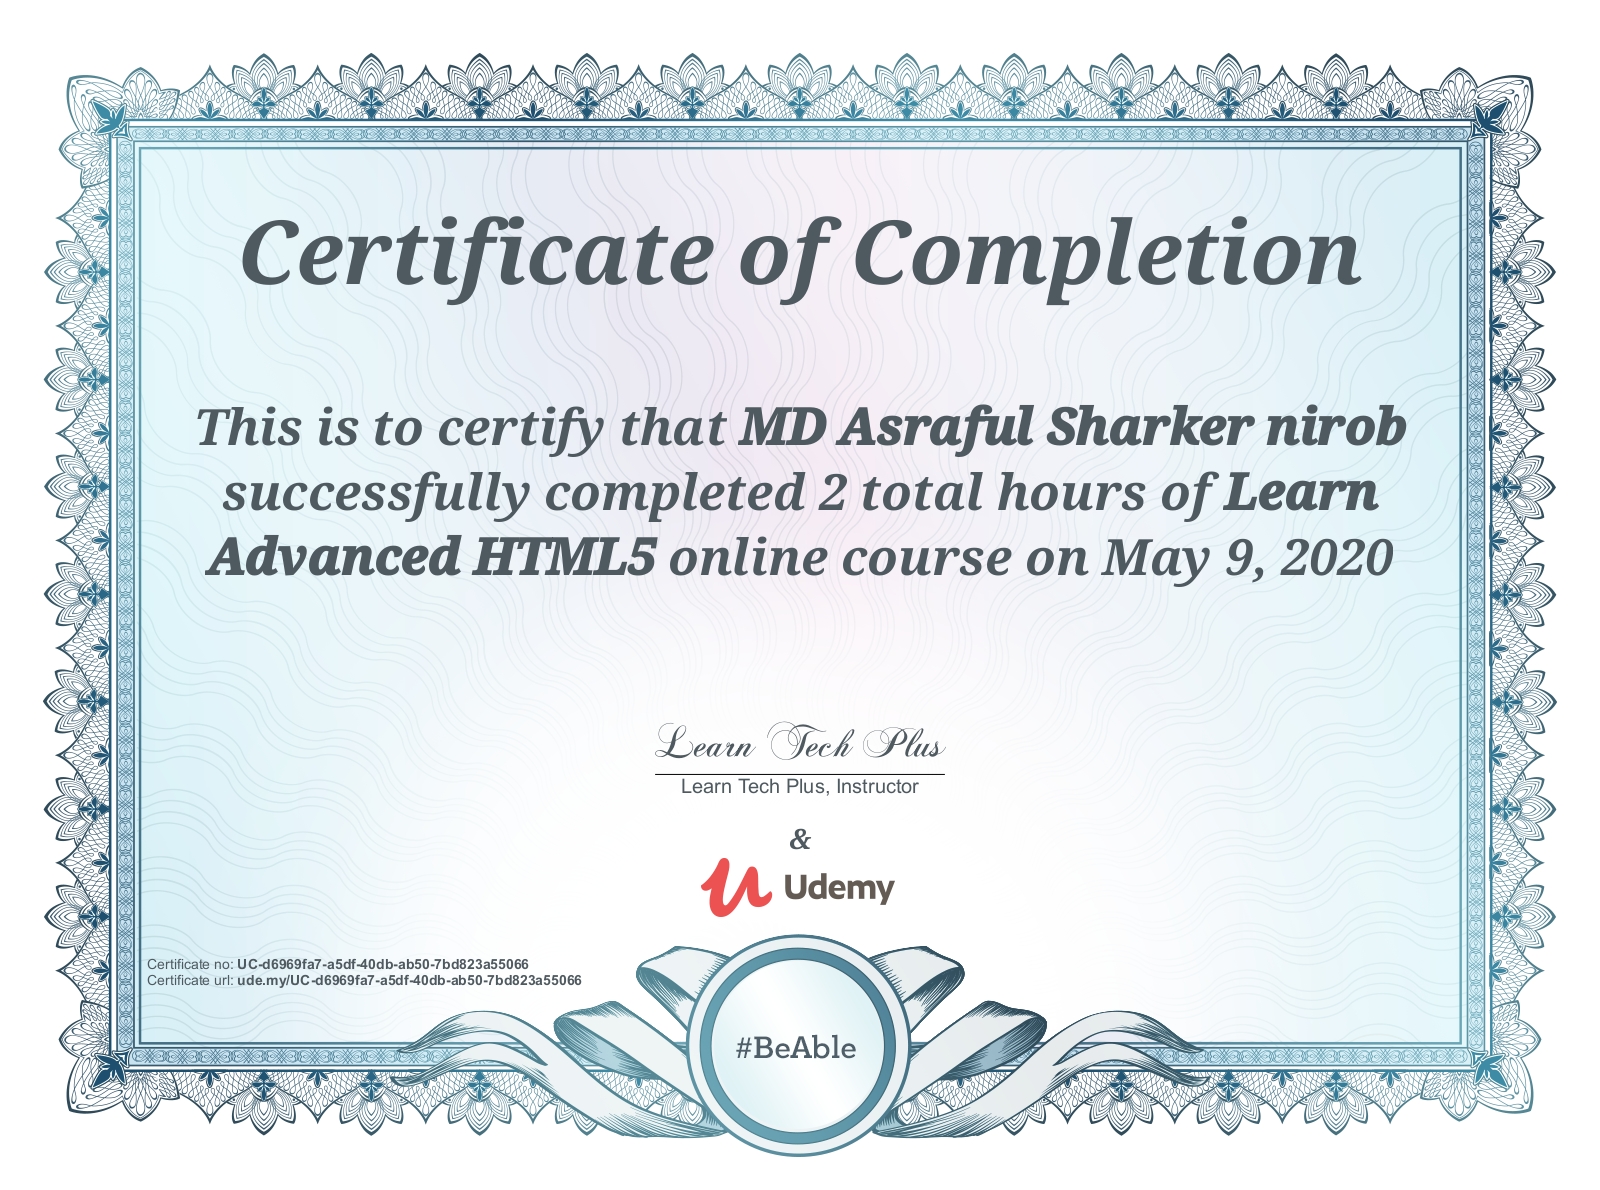 Certificate of Completion
This is to certify that MD Asraful Sharker nirob
successfully completed 2 total hours of Learn
Advanced HTML5 online course on May 9, 2020
Learn Tech Plus
Learn Tech Plus, Instructor
&
Udemy
Certificate no: UC-d6969fa7-a5df-40db-ab50-7bd823a55066
Certificate url: ude.my/UC-d6969fa7-a5df-40db-ab50-7bd823a55066
#BeAble